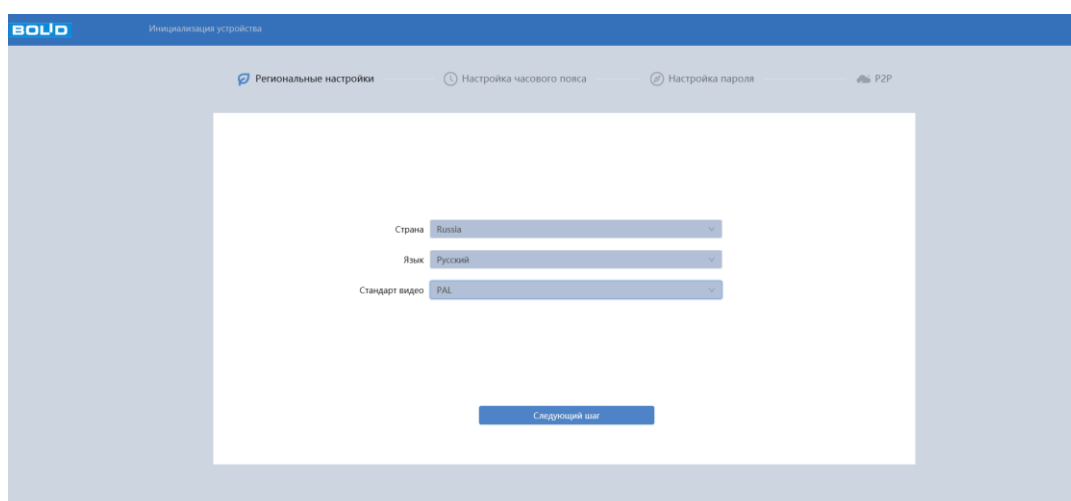 BOLID Инициализация устройства
Региональные настройки Настройка часового пояса Настройка пароля P2P
Страна Russia
Язык Русский
Стандарт видео PAL
Следующий шаг